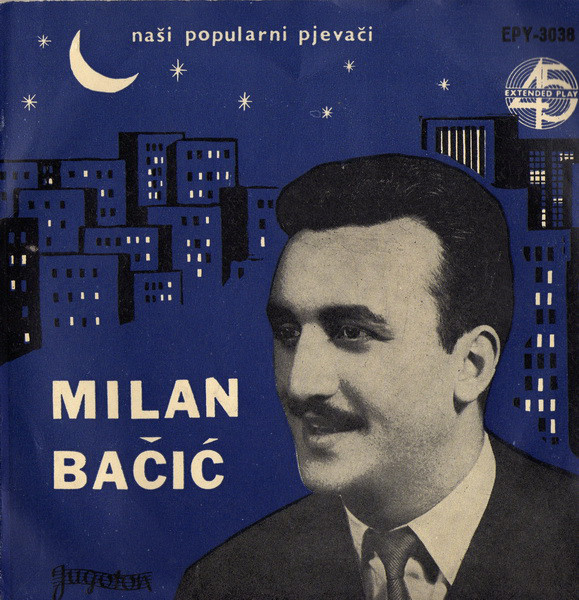 naši popularni pjevači
EPY-3038
45
EXTENDED PLAY
MILAN
BAČIĆ
jugoton